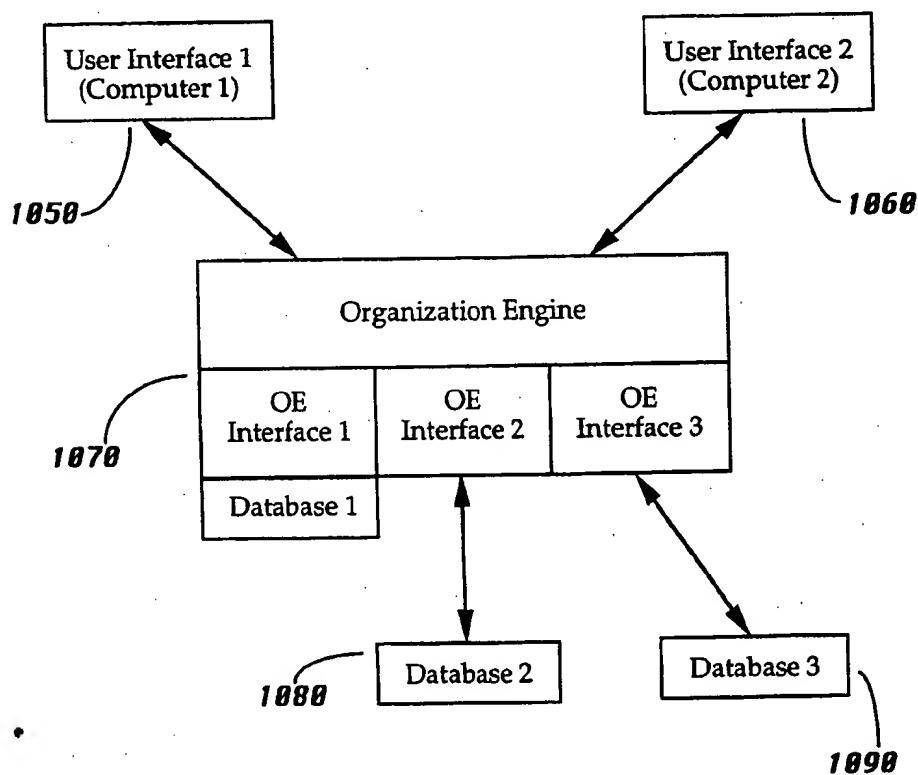 User Interface 1
(Computer 1)
User Interface 2
(Computer 2)
1050
1060
Organization Engine
OE
Interface 1
OE
Interface 2
OE
Interface 3
1070
Database 1
Database 2
Database 3
1080
1090